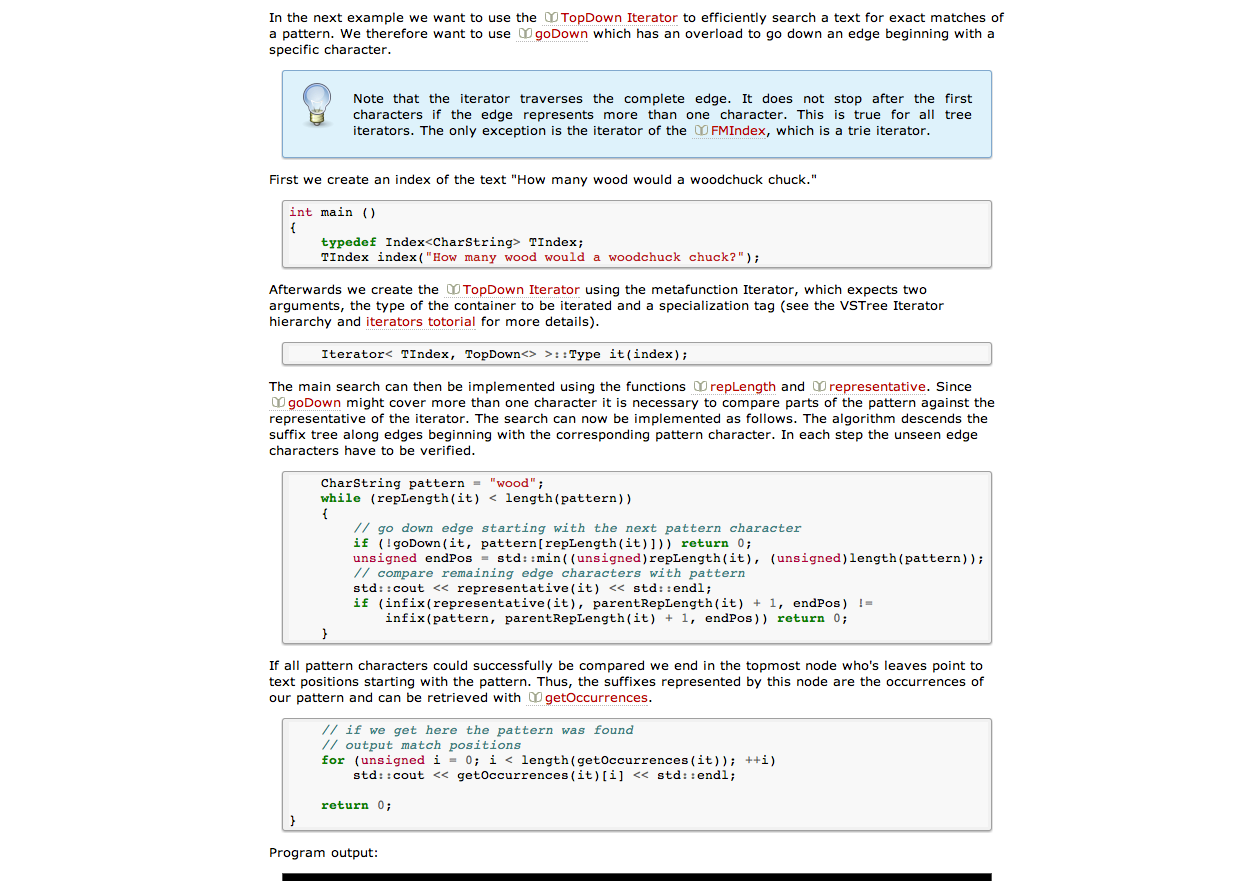 In the next example we want to use the TopDown Iterator to efficiently search a text for exact matches of
a pattern. We therefore want to use goDown which has an overload to go down an edge beginning with a
specific character.
Note that the iterator traverses the complete edge. It does not stop after the first
characters if the edge represents more than one character. This is true for all tree
iterators. The only exception is the iterator of the FMIndex, which is a trie iterator.
First we create an index of the text "How many wood would a woodchuck chuck."
int main ()
{
    typedef Index<CharString> TIndex;
    TIndex index("How many wood would a woodchuck chuck?");
Afterwards we create the TopDown Iterator using the metafunction Iterator, which expects two
arguments, the type of the container to be iterated and a specialization tag (see the VSTree Iterator
hierarchy and iterators totorial for more details).
    Iterator< TIndex, TopDown<> >::Type it(index);
The main search can then be implemented using the functions repLength and representative. Since
goDown might cover more than one character it is necessary to compare parts of the pattern against the
representative of the iterator. The search can now be implemented as follows. The algorithm descends the
suffix tree along edges beginning with the corresponding pattern character. In each step the unseen edge
characters have to be verified.
    CharString pattern = "wood";
    while (repLength(it) < length(pattern))
    {
        // go down edge starting with the next pattern character
        if (!goDown(it, pattern[repLength(it)])) return 0;
        unsigned endPos = std::min((unsigned)repLength(it), (unsigned)length(pattern));
        // compare remaining edge characters with pattern
        std::cout << representative(it) << std::endl;
        if (infix(representative(it), parentRepLength(it) + 1, endPos) !=
            infix(pattern, parentRepLength(it) + 1, endPos)) return 0;
    }
If all pattern characters could successfully be compared we end in the topmost node who's leaves point to
text positions starting with the pattern. Thus, the suffixes represented by this node are the occurrences of
our pattern and can be retrieved with getOccurrences.
    // if we get here the pattern was found
    // output match positions
    for (unsigned i = 0; i < length(getOccurrences(it)); ++i)
        std::cout << getOccurrences(it)[i] << std::endl;
    return 0;
}
Program output: